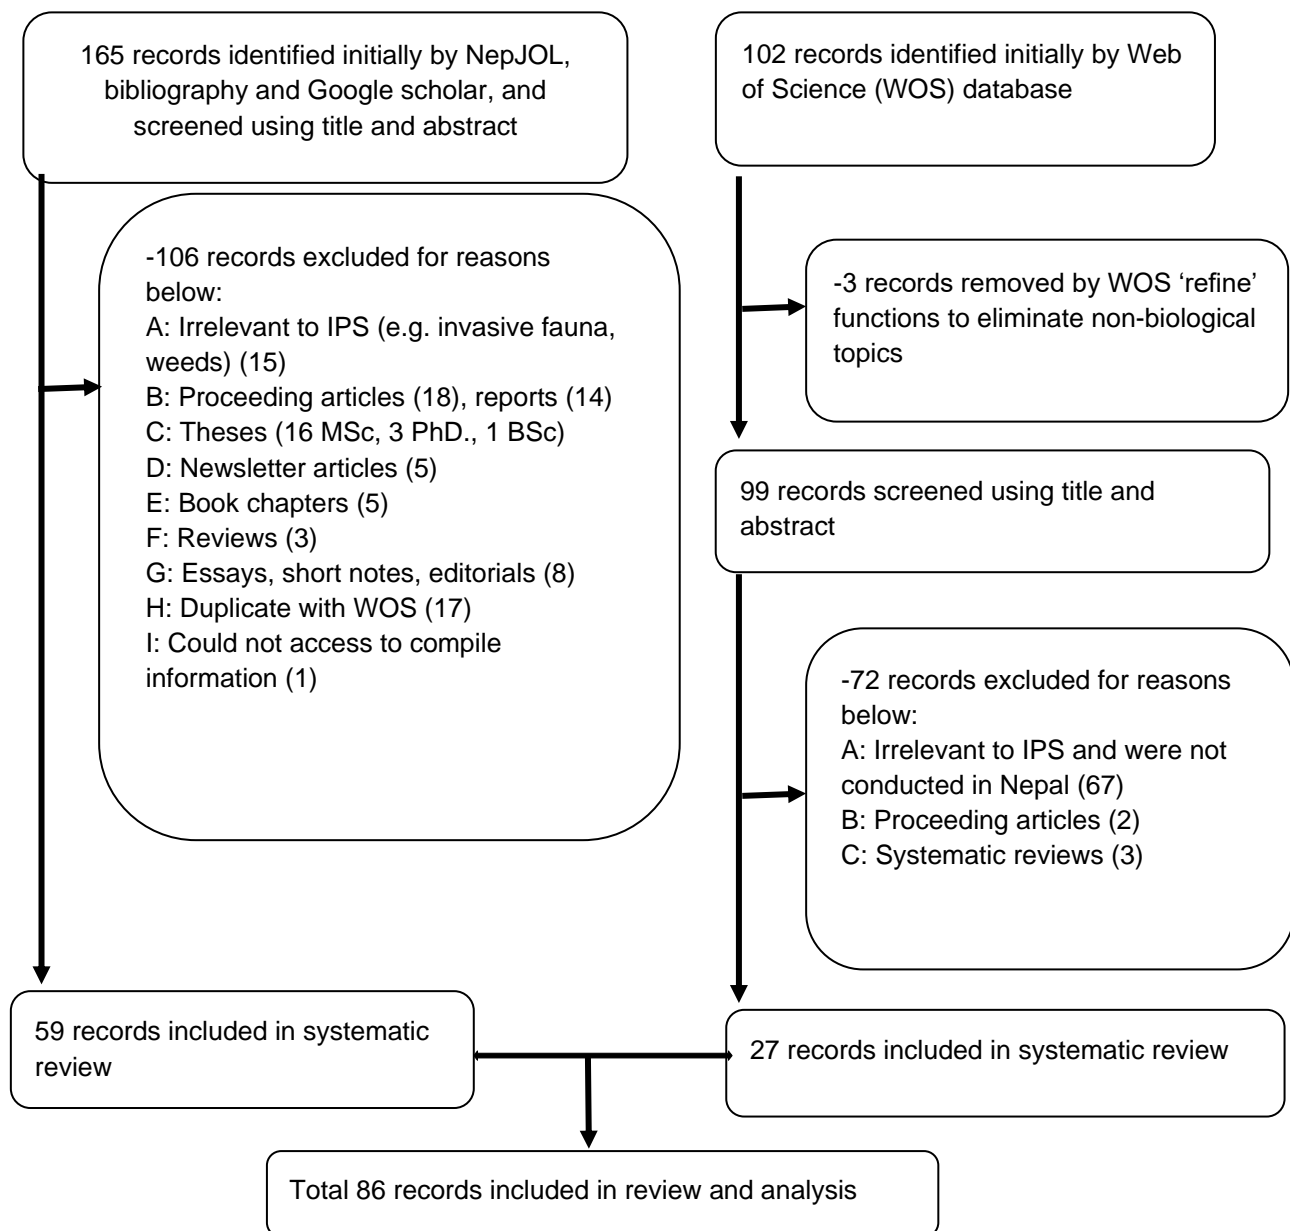 165 records identified initially by NepJOL,
bibliography and Google scholar, and
screened using title and abstract
102 records identified initially by Web
of Science (WOS) database
-106 records excluded for reasons
below:
A: Irrelevant to IPS (e.g. invasive fauna,
weeds) (15)
B: Proceeding articles (18), reports (14)
C: Theses (16 MSc, 3 PhD., 1 BSc)
D: Newsletter articles (5)
E: Book chapters (5)
F: Reviews (3)
G: Essays, short notes, editorials (8)
H: Duplicate with WOS (17)
I: Could not access to compile
information (1)
-3 records removed by WOS ‘refine’
functions to eliminate non-biological
topics
99 records screened using title and
abstract
-72 records excluded for reasons
below:
A: Irrelevant to IPS and were not
conducted in Nepal (67)
B: Proceeding articles (2)
C: Systematic reviews (3)
59 records included in systematic
review
27 records included in systematic review
Total 86 records included in review and analysis